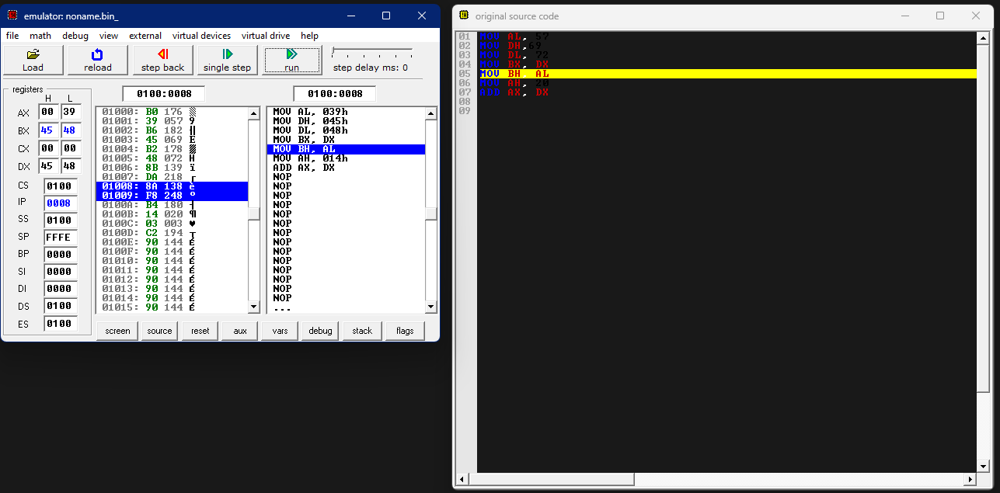 emulator: noname.bin_
file math debug view external virtual devices virtual drive help
Load reload step back single step run step delay ms: 0
registers
H L
AX 00 39
BX 45 48
CX 00 00
DX 45 48
CS 0100
IP 0008
SS 0100
SP FFFE
BP 0000
SI 0000
DI 0000
DS 0100
ES 0100
0100:0008
01000: B0 176 ▒
01001: 39 057 9
01002: B6 182 ╢
01003: 45 069 E
01004: B2 178 ▓
01005: 48 072 H
01006: 8B 139 ï
01007: DA 218 ┌
01008: 8A 138 è
01009: F8 248 °
0100A: B4 180 ┤
0100B: 14 020 ¶
0100C: 03 003 ♥
0100D: C2 194 ┬
0100E: 90 144 É
0100F: 90 144 É
01010: 90 144 É
01011: 90 144 É
01012: 90 144 É
01013: 90 144 É
01014: 90 144 É
01015: 90 144 É
0100:0008
MOV AL, 039h
MOV DH, 045h
MOV DL, 048h
MOV BX, DX
MOV BH, AL
MOV AH, 014h
ADD AX, DX
NOP
NOP
NOP
NOP
NOP
NOP
NOP
NOP
NOP
NOP
NOP
NOP
NOP
NOP
...
screen source reset aux vars debug stack flags
original source code
01 MOV AL, 57
02 MOV DH,69
03 MOV DL, 72
04 MOV BX, DX
05 MOV BH, AL
06 MOV AH, 20
07 ADD AX, DX
08
09